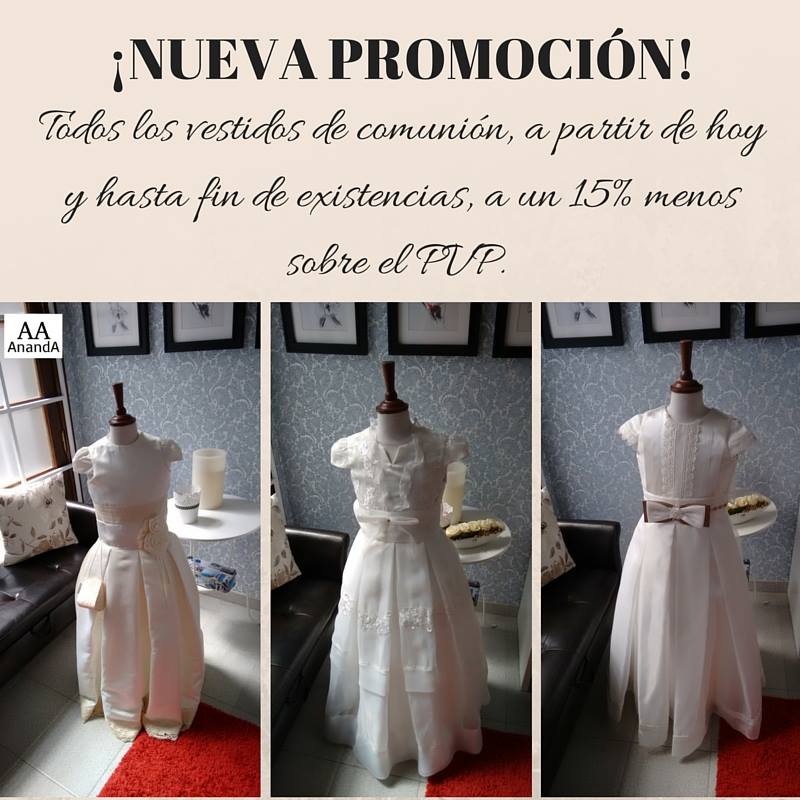 ¡NUEVA PROMOCIÓN!
Todos los vestidos de comunión, a partir de hoy
y hasta fin de existencias, a un 15% menos
sobre el PVP.
AA
AnandA